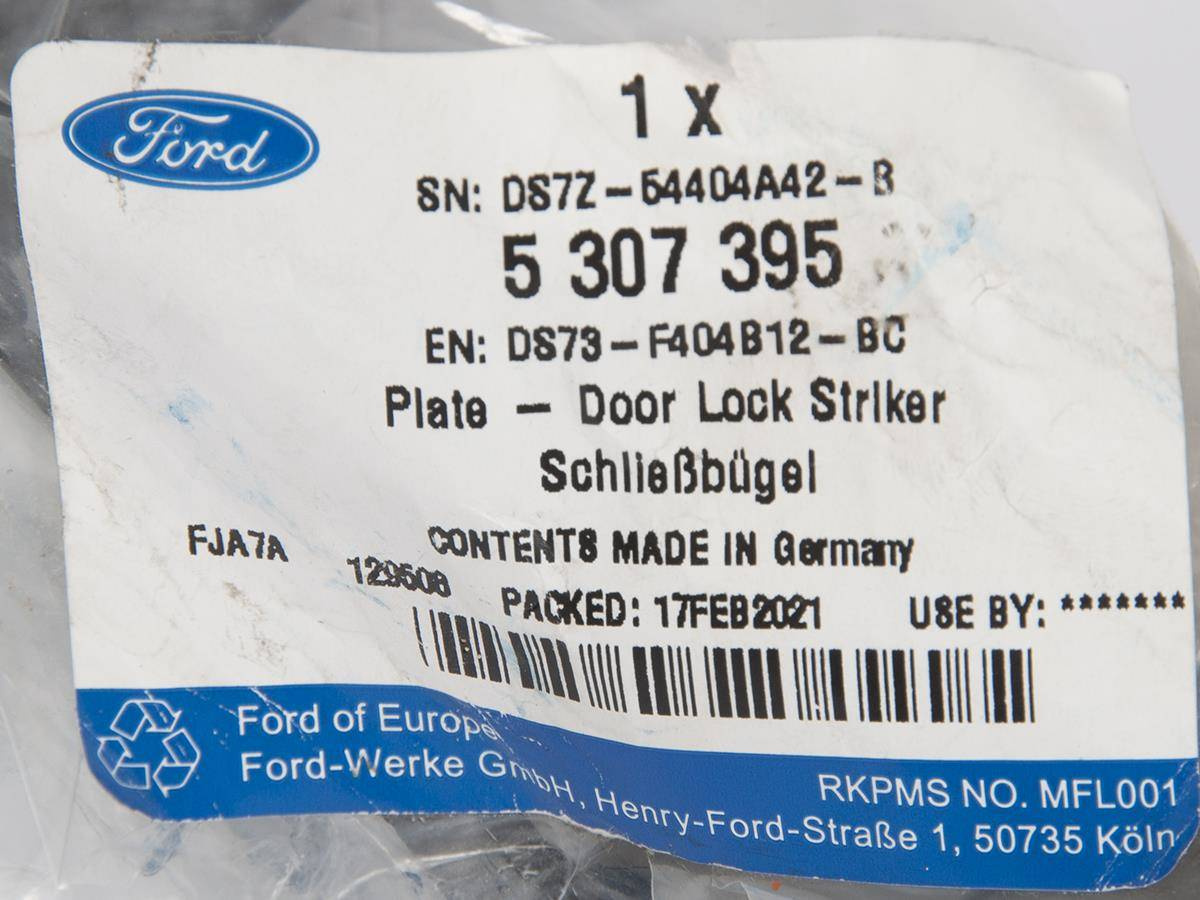 Ford
1 x
SN: DS7Z-54404A42-B
5 307 395
EN: DS73-F404B12-BC
Plate - Door Lock Striker
Schließbügel
FJA7A
CONTENTS MADE IN Germany
129508
PACKED: 17FEB2021
USE BY: *******
Ford of Europe
Ford-Werke GmbH, Henry-Ford-Straße 1, 50735 Köln
RKPMS NO. MFL001